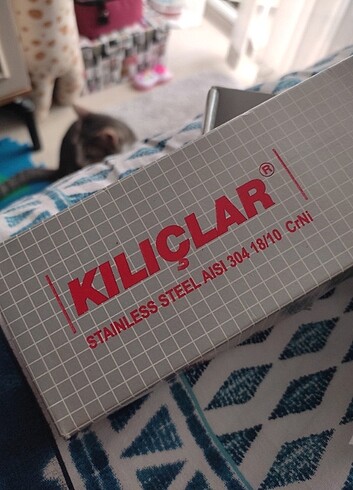 KILIÇLAR®
STAINLESS STEEL AISI 304 18/10 CrNi